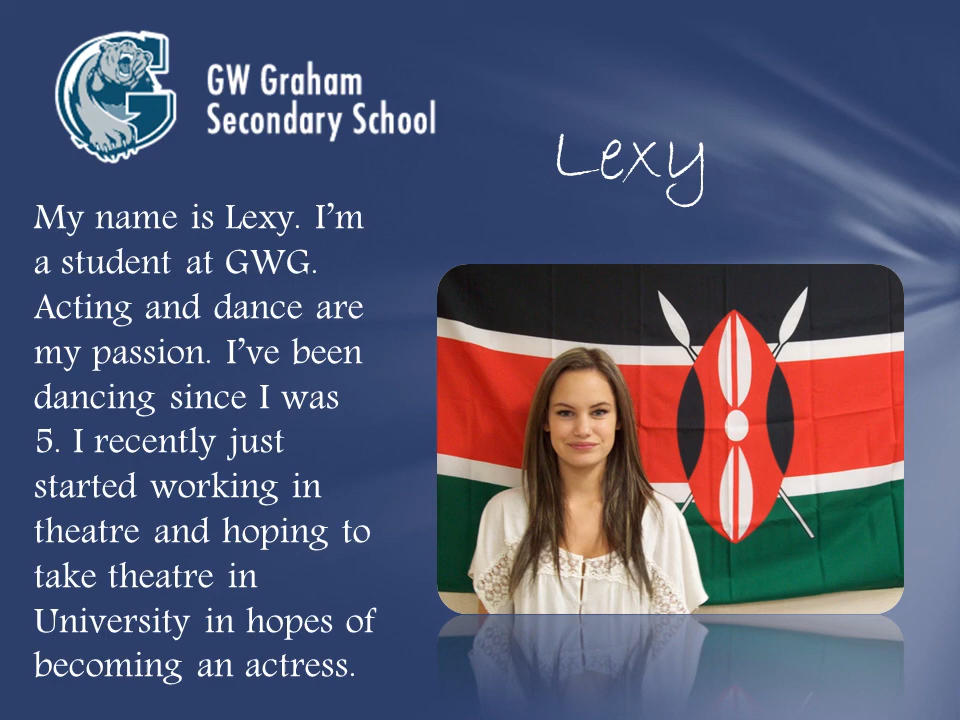 GW Graham
Secondary School
Lexy
My name is Lexy. I'm
a student at GWG.
Acting and dance are
my passion. I've been
dancing since I was
5. I recently just
started working in
theatre and hoping to
take theatre in
University in hopes of
becoming an actress.